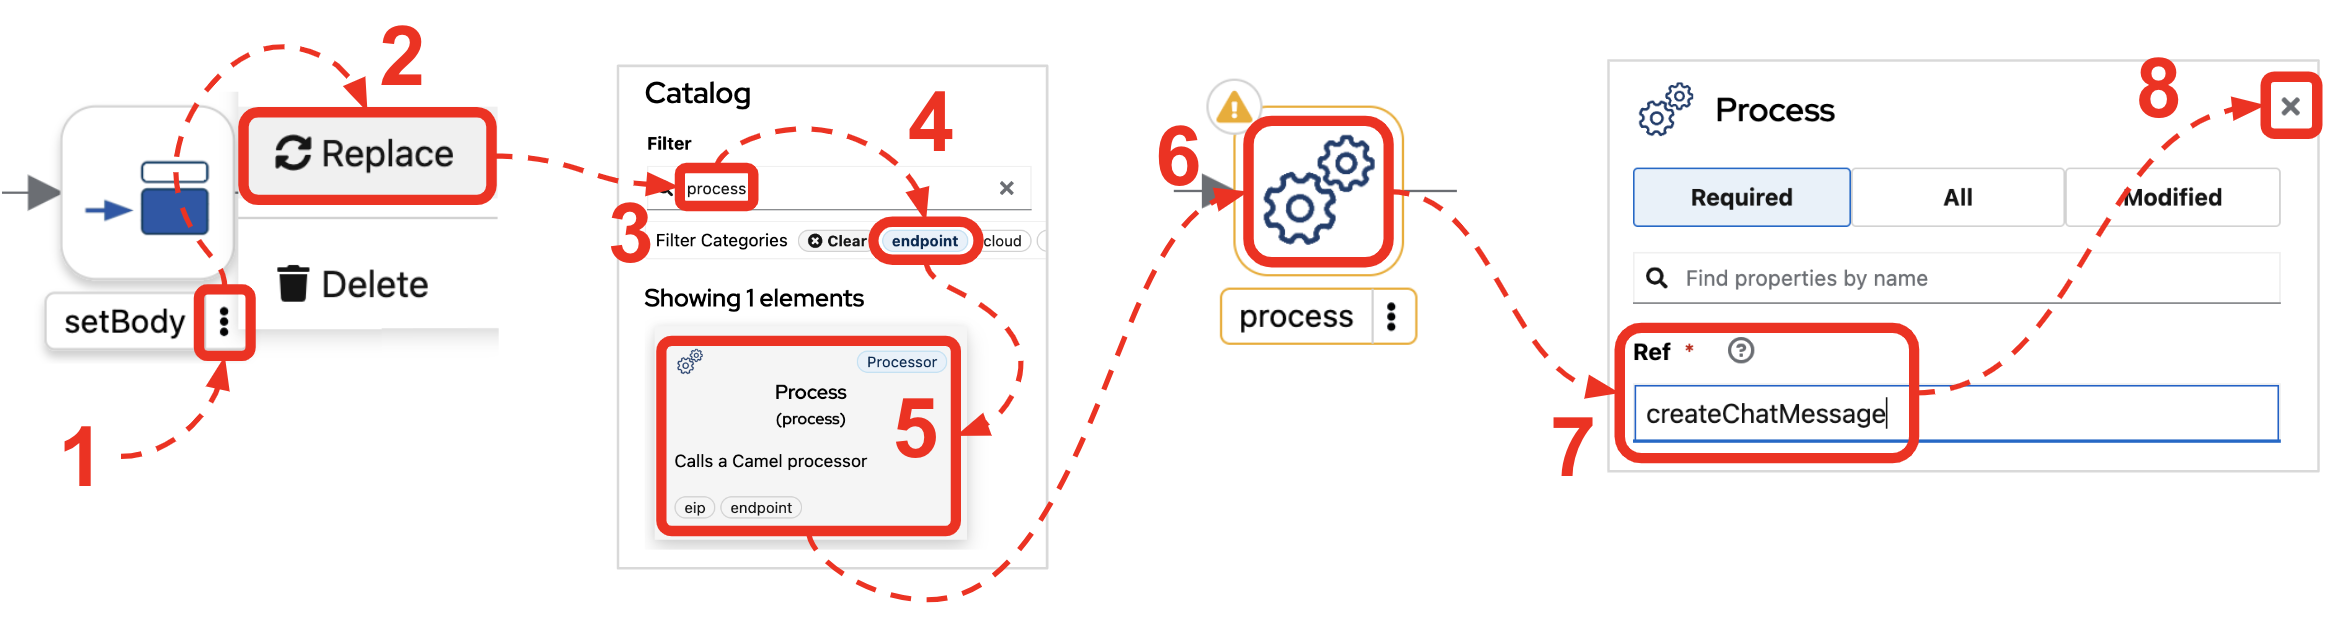 1
2
Replace
Delete
setBody
Catalog
Filter
process
3
4
Filter Categories Clear endpoint cloud
Showing 1 elements
Processor
Process
(process)
5
Calls a Camel processor
eip endpoint
6
process
Process
8
Required All Modified
Find properties by name
Ref *
7
createChatMessage